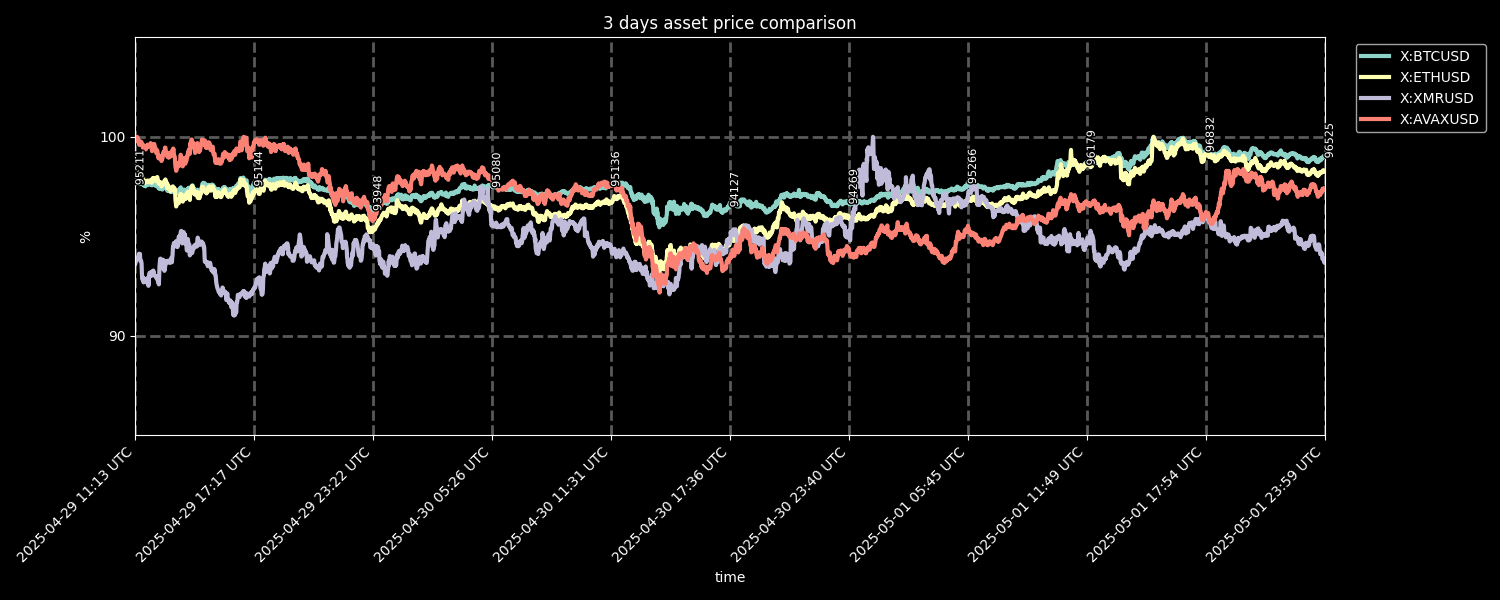 3 days asset price comparison
X:BTCUSD
X:ETHUSD
X:XMRUSD
X:AVAXUSD
100
90
%
95211
95144
93948
95080
95136
94127
94269
95266
96179
96832
96525
2025-04-29 11:13 UTC
2025-04-29 17:17 UTC
2025-04-29 23:22 UTC
2025-04-30 05:26 UTC
2025-04-30 11:31 UTC
2025-04-30 17:36 UTC
2025-04-30 23:40 UTC
2025-05-01 05:45 UTC
2025-05-01 11:49 UTC
2025-05-01 17:54 UTC
2025-05-01 23:59 UTC
time